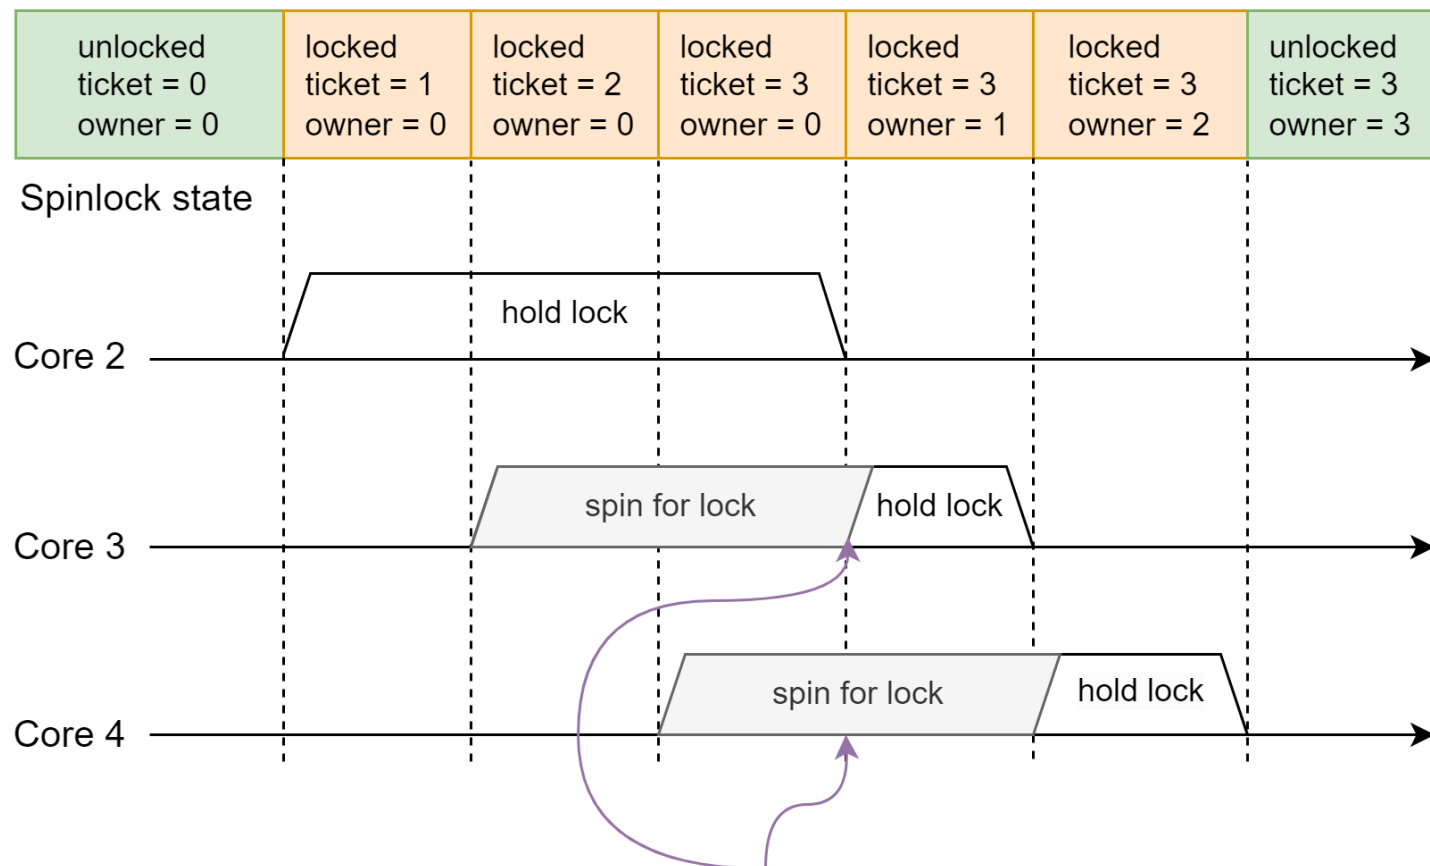 unlocked
ticket = 0
owner = 0
locked
ticket = 1
owner = 0
locked
ticket = 2
owner = 0
locked
ticket = 3
owner = 0
locked
ticket = 3
owner = 1
locked
ticket = 3
owner = 2
unlocked
ticket = 3
owner = 3
Spinlock state
hold lock
Core 2
spin for lock
hold lock
Core 3
spin for lock
hold lock
Core 4